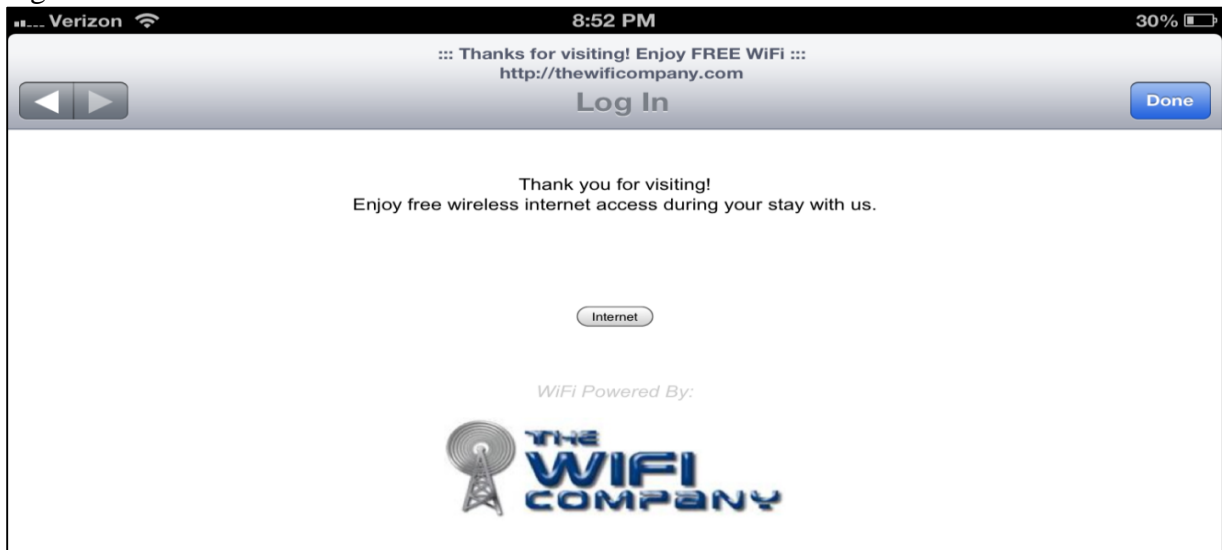 Verizon 8:52 PM 30%
::: Thanks for visiting! Enjoy FREE WiFi :::
http://thewificompany.com
Log In
Done
Thank you for visiting!
Enjoy free wireless internet access during your stay with us.
Internet
WiFi Powered By:
THE
WIFI
COMPANY